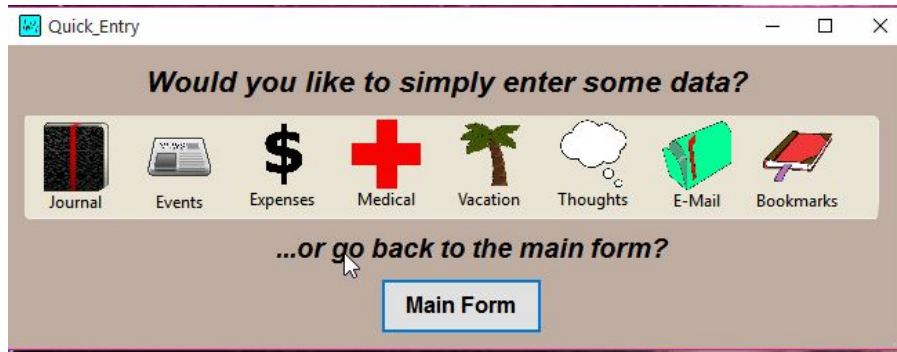 Quick_Entry
Would you like to simply enter some data?
Journal Events Expenses Medical Vacation Thoughts E-Mail Bookmarks
...or go back to the main form?
Main Form